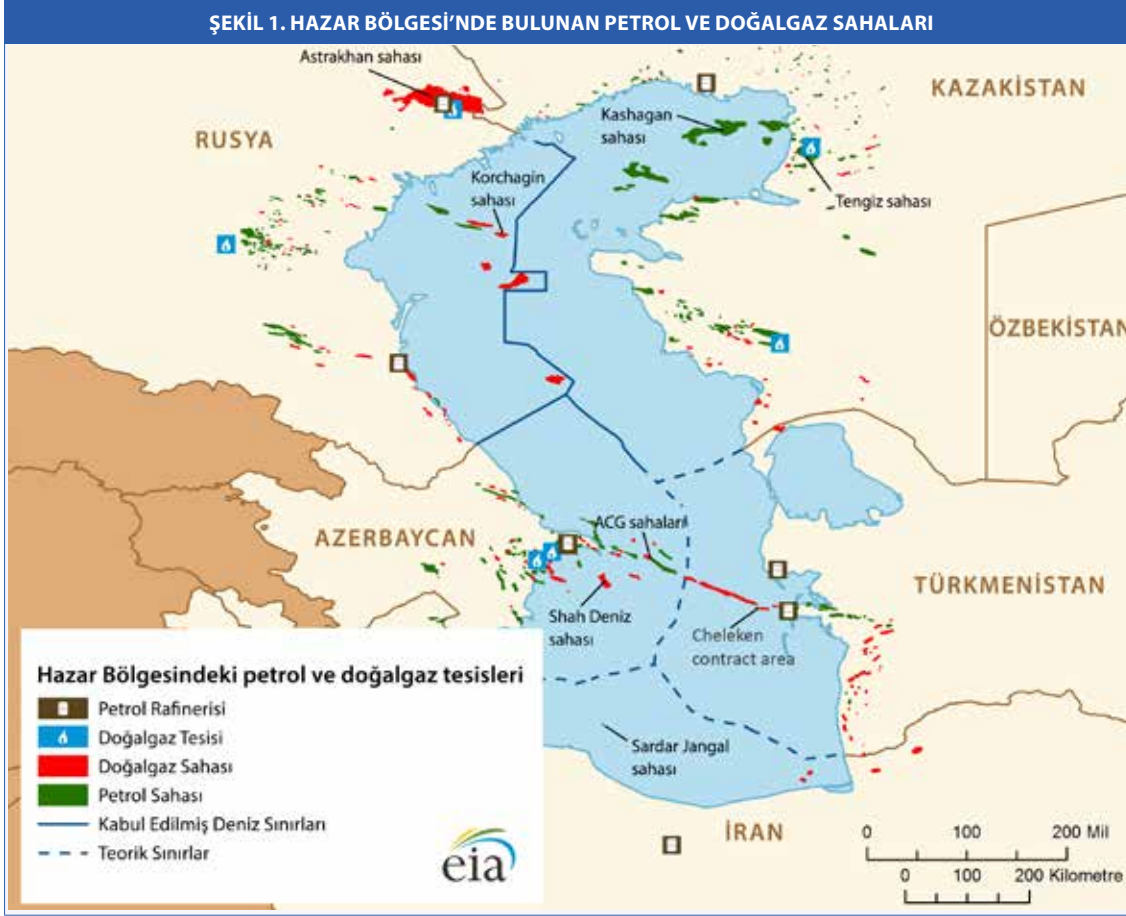 ŞEKİL 1. HAZAR BÖLGESİ’NDE BULUNAN PETROL VE DOĞALGAZ SAHALARI
Astrakhan sahası
KAZAKİSTAN
RUSYA
Kashagan
sahası
Korchagin
sahası
Tengiz sahası
ÖZBEKİSTAN
ACG sahaları
AZERBAYCAN
TÜRKMENİSTAN
Shah Deniz
sahası
Cheleken
contract area
Hazar Bölgesindeki petrol ve doğalgaz tesisleri
Petrol Rafinerisi
Doğalgaz Tesisi
Doğalgaz Sahası
Petrol Sahası
Kabul Edilmiş Deniz Sınırları
Teorik Sınırlar
eia
Sardar Jangal
sahası
İRAN
0 100 200 Mil
0 100 200 Kilometre